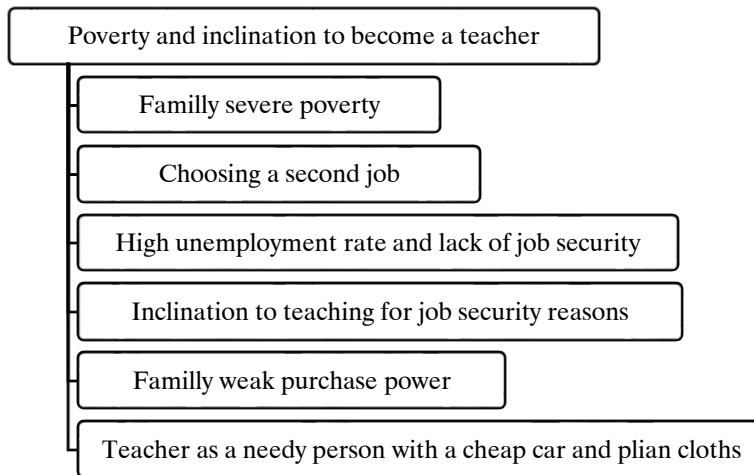 Poverty and inclination to become a teacher
Familly severe poverty
Choosing a second job
High unemployment rate and lack of job security
Inclination to teaching for job security reasons
Familly weak purchase power
Teacher as a needy person with a cheap car and plian cloths